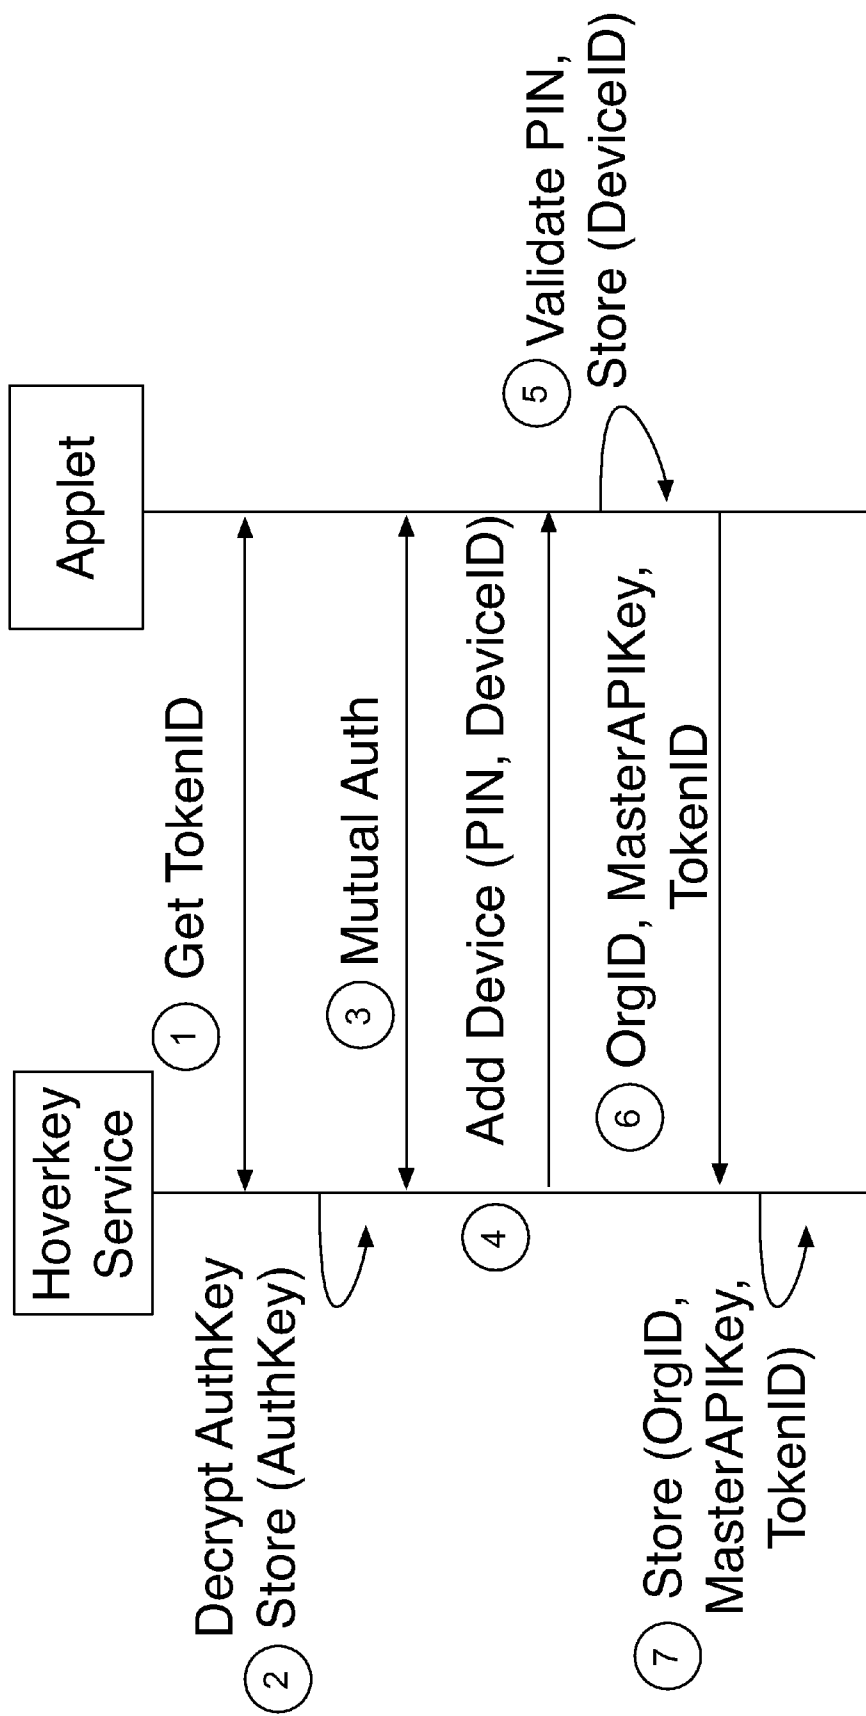 Hoverkey
Service
Applet
1 Get TokenID
Decrypt AuthKey
2 Store (AuthKey)
3 Mutual Auth
Add Device (PIN, DeviceID)
4
5 Validate PIN,
Store (DeviceID)
6 OrgID, MasterAPIKey,
TokenID
7 Store (OrgID,
MasterAPIKey,
TokenID)